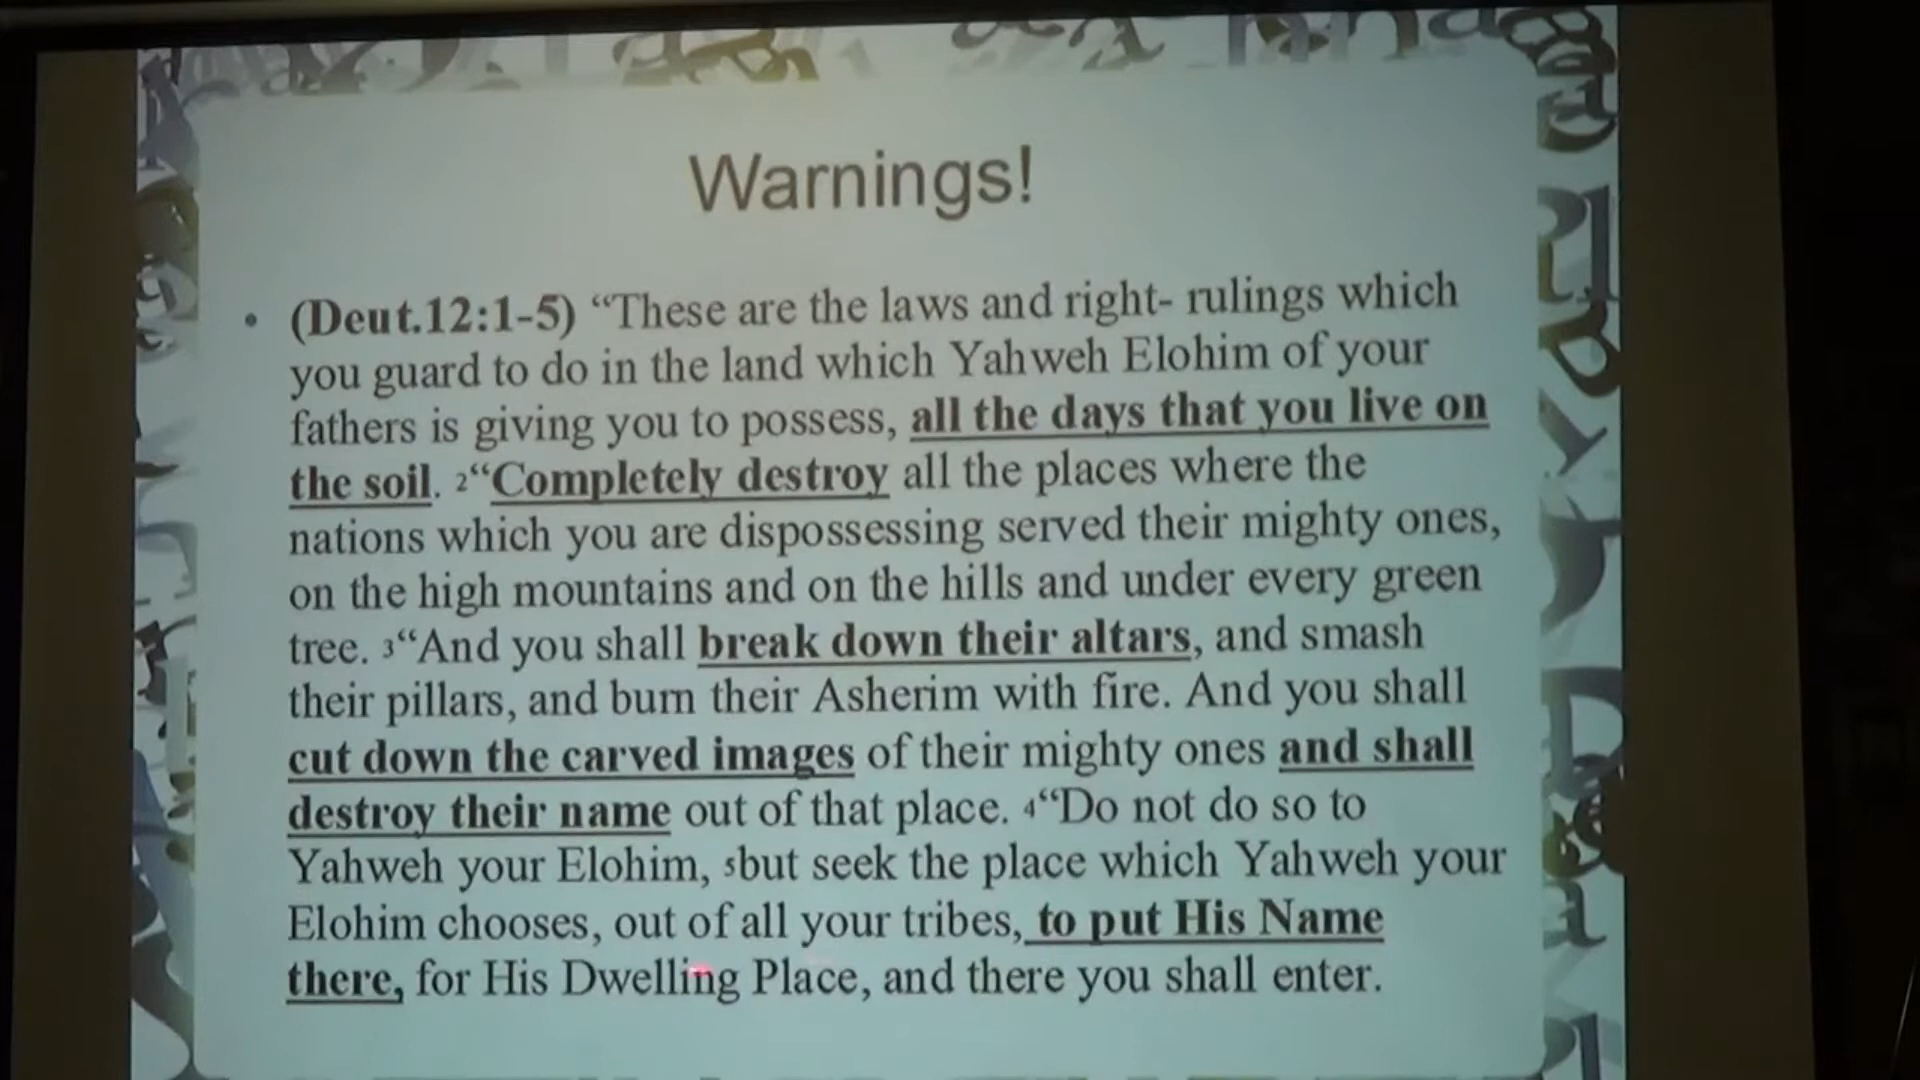 Warnings!
• (Deut.12:1-5) “These are the laws and right- rulings which
you guard to do in the land which Yahweh Elohim of your
fathers is giving you to possess, all the days that you live on
the soil. 2“Completely destroy all the places where the
nations which you are dispossessing served their mighty ones,
on the high mountains and on the hills and under every green
tree. 3“And you shall break down their altars, and smash
their pillars, and burn their Asherim with fire. And you shall
cut down the carved images of their mighty ones and shall
destroy their name out of that place. 4“Do not do so to
Yahweh your Elohim, 5but seek the place which Yahweh your
Elohim chooses, out of all your tribes, to put His Name
there, for His Dwelling Place, and there you shall enter.